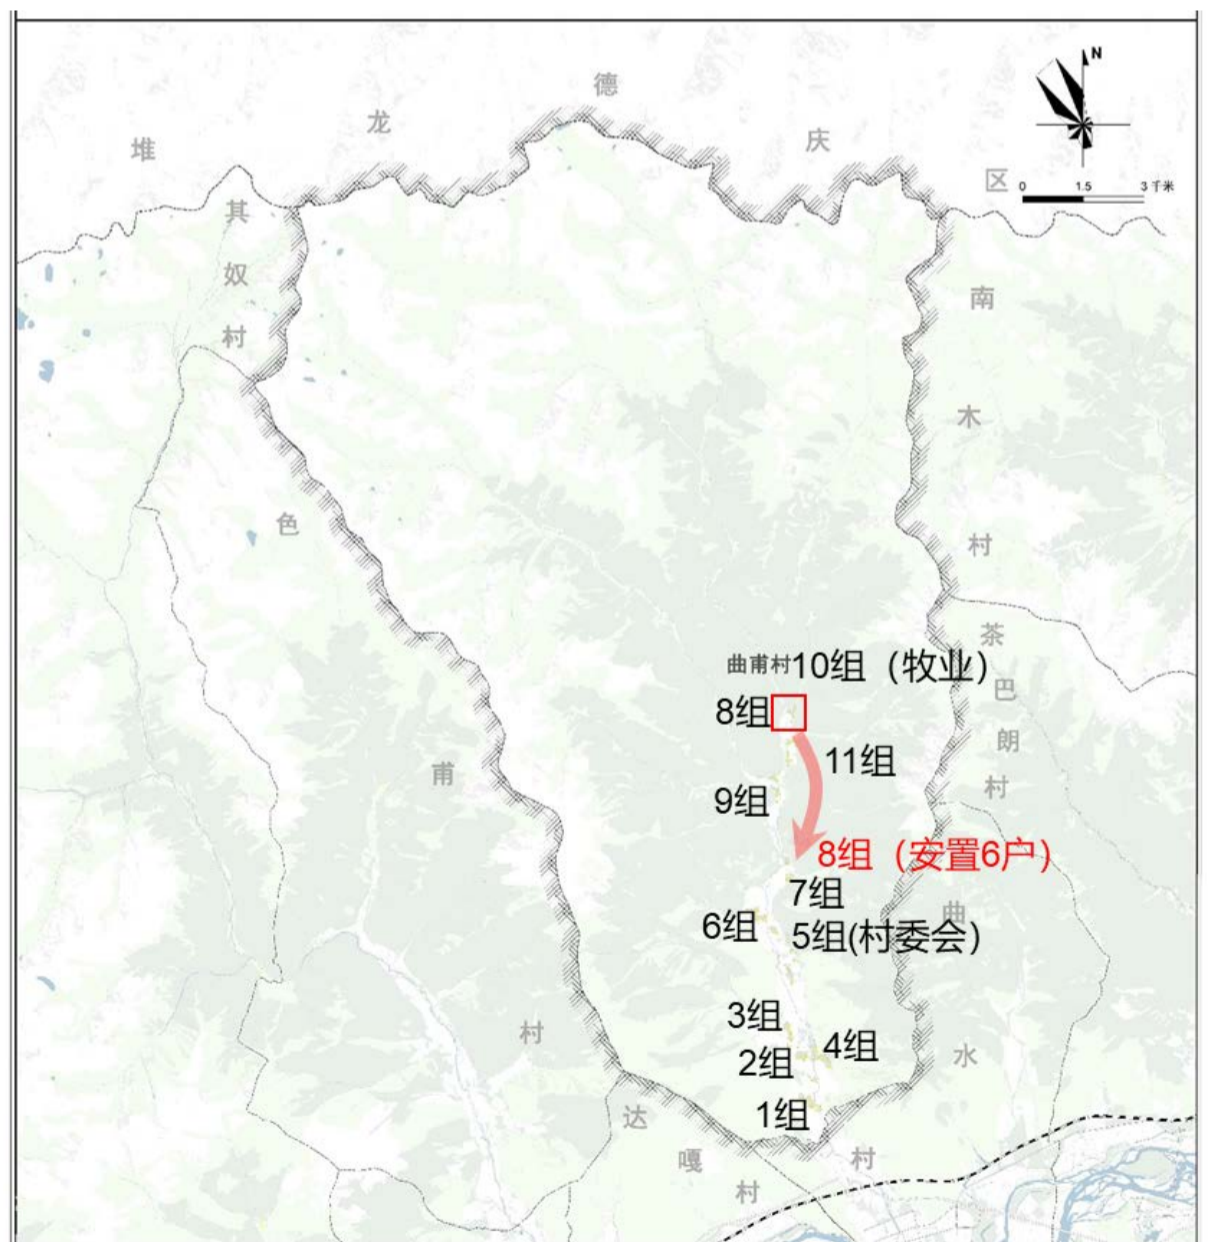 N
0 1.5 3 千米
堆龙德庆区
其奴村
南木村
色甫村
茶巴朗村
曲甫村
10组（牧业）
8组
11组
9组
8组（安置6户）
7组
6组
5组(村委会)
3组
4组
2组
1组
曲水村
达嘎村